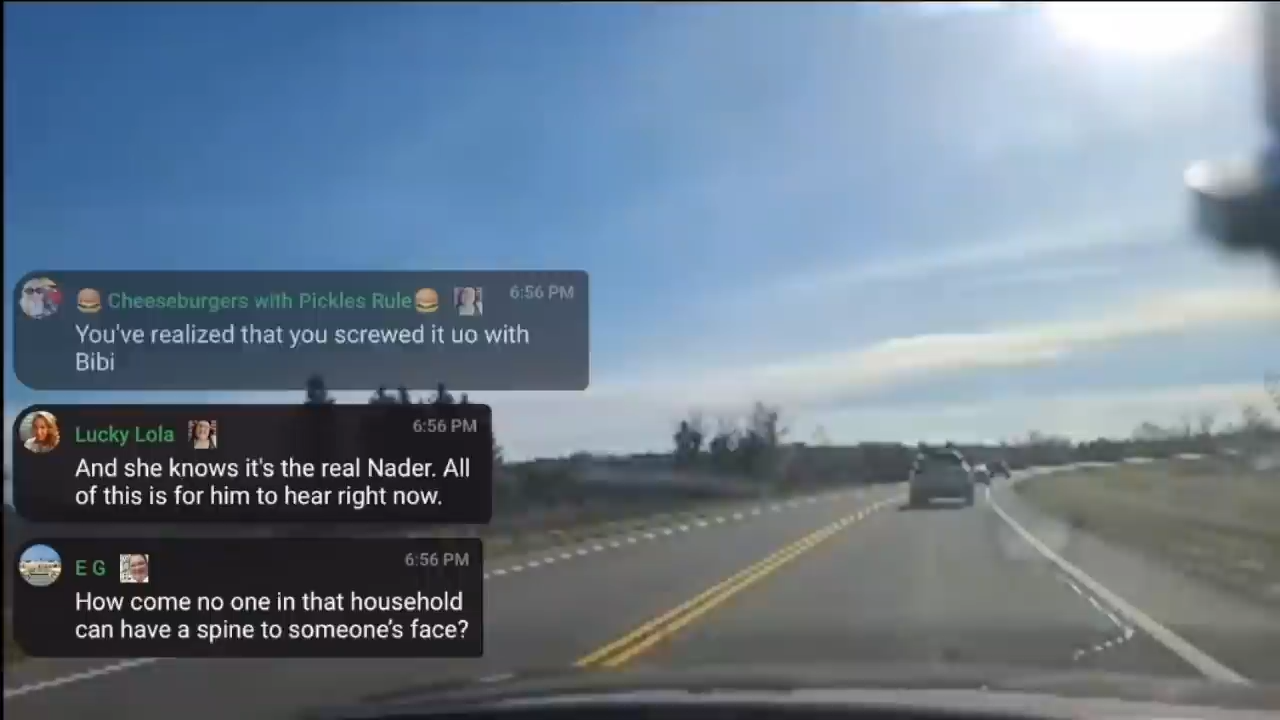 🍔 Cheeseburgers with Pickles Rule🍔 6:56 PM
You've realized that you screwed it uo with
Bibi
Lucky Lola 6:56 PM
And she knows it's the real Nader. All
of this is for him to hear right now.
E G 6:56 PM
How come no one in that household
can have a spine to someone's face?